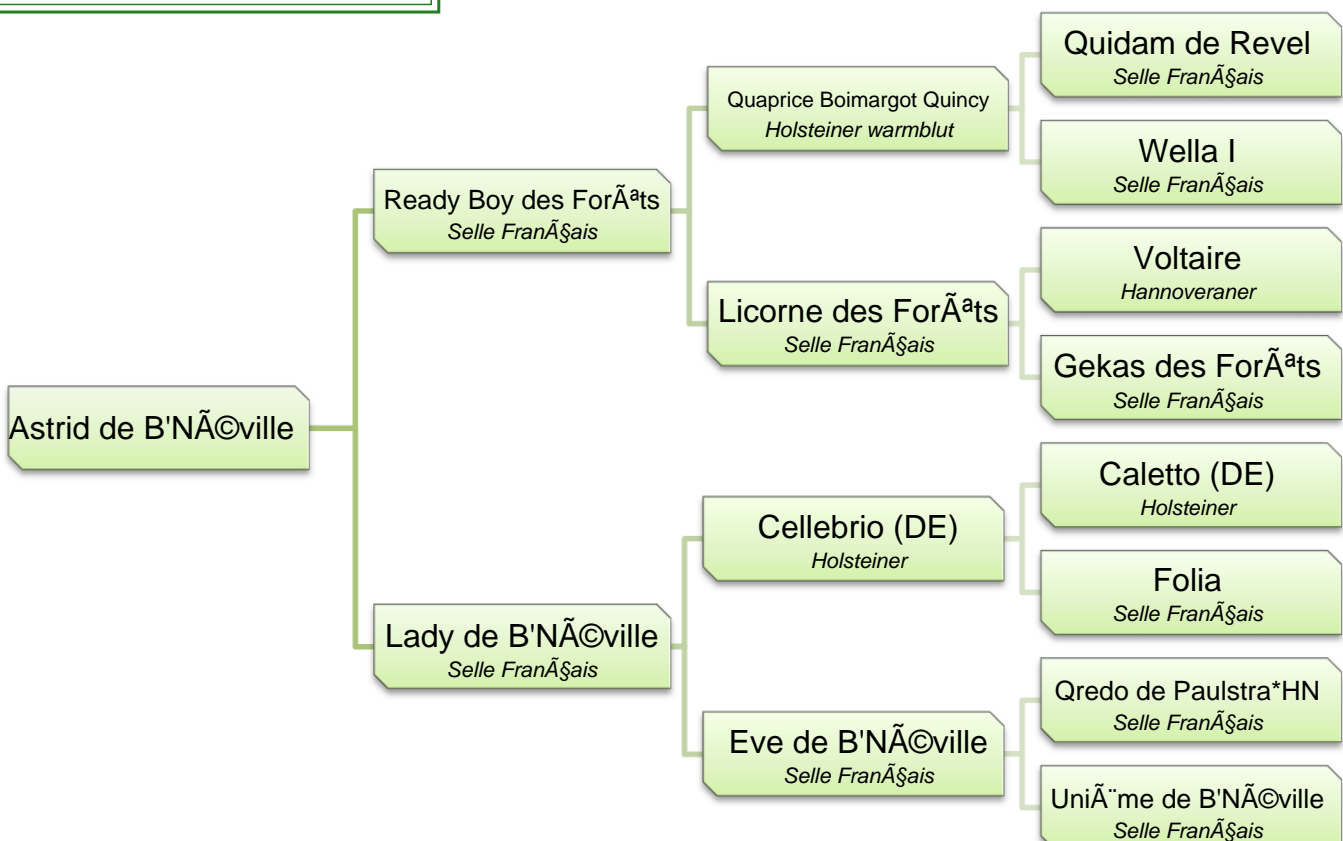 Quidam de Revel
Selle FranÃ§ais
Quaprice Boimargot Quincy
Holsteiner warmblut
Wella I
Selle FranÃ§ais
Ready Boy des ForÃªts
Selle FranÃ§ais
Voltaire
Hannoveraner
Licorne des ForÃªts
Selle FranÃ§ais
Gekas des ForÃªts
Selle FranÃ§ais
Astrid de B'NÃ©ville
Caletto (DE)
Holsteiner
Cellebrio (DE)
Holsteiner
Folia
Selle FranÃ§ais
Lady de B'NÃ©ville
Selle FranÃ§ais
Qredo de Paulstra*HN
Selle FranÃ§ais
Eve de B'NÃ©ville
Selle FranÃ§ais
UniÃ¨me de B'NÃ©ville
Selle FranÃ§ais